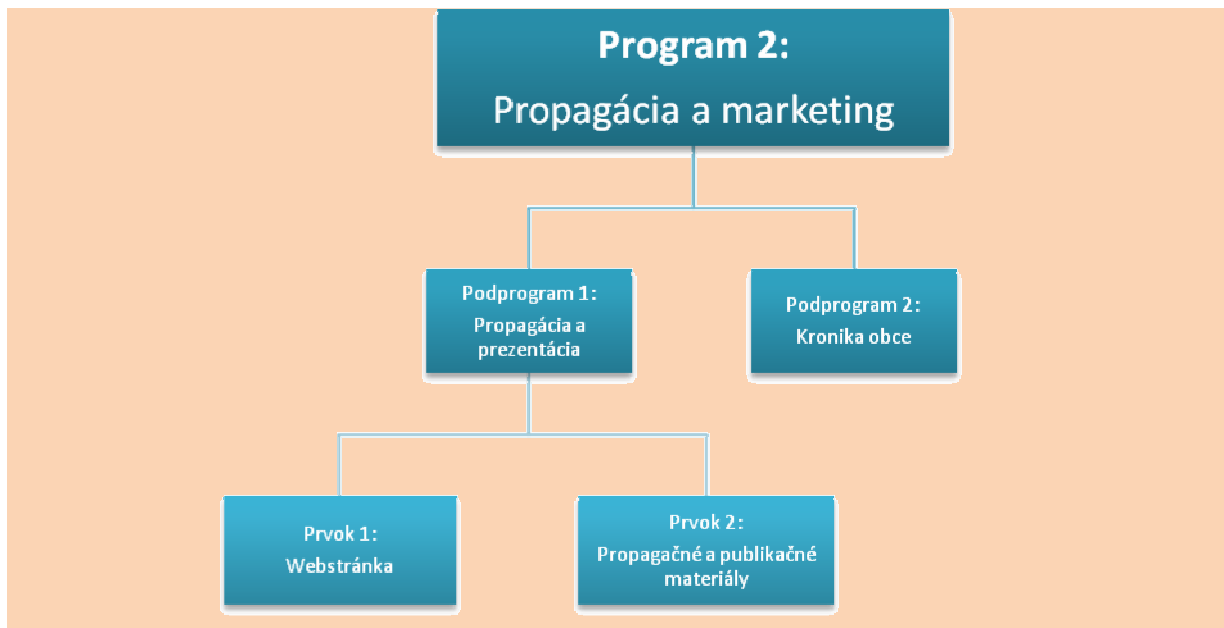 Program 2:
Propagácia a marketing
Podprogram 1:
Propagácia a
prezentácia
Podprogram 2:
Kronika obce
Prvok 1:
Webstránka
Prvok 2:
Propagačné a publikačné
materiály